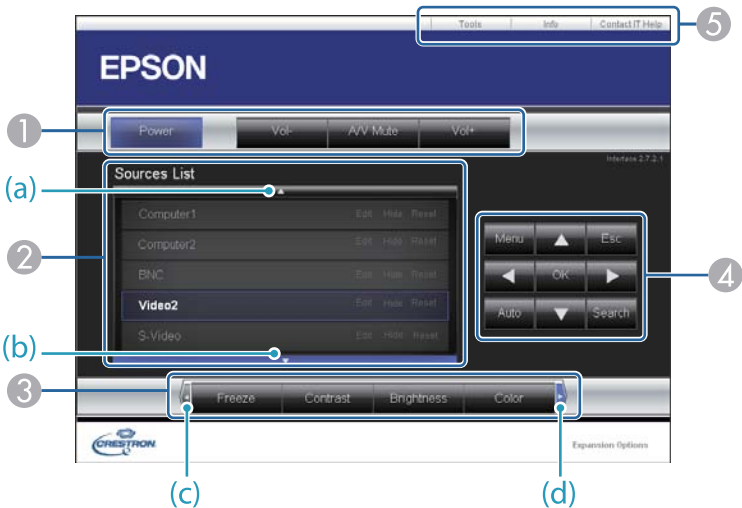 Tools Info Contact IT Help 5
EPSON
1 Power Vol- A/V Mute Vol+
Interface 2.7.2.1
Sources List
(a)
Computer1 Edit Hide Reset
Computer2 Edit Hide Reset
BNC Edit Hide Reset
Video2 Edit Hide Reset
S-Video Edit Hide Reset
2
(b)
Menu Esc
OK 4
Auto Search
3 Freeze Contrast Brightness Color
CRESTRON Expansion Options
(c) (d)